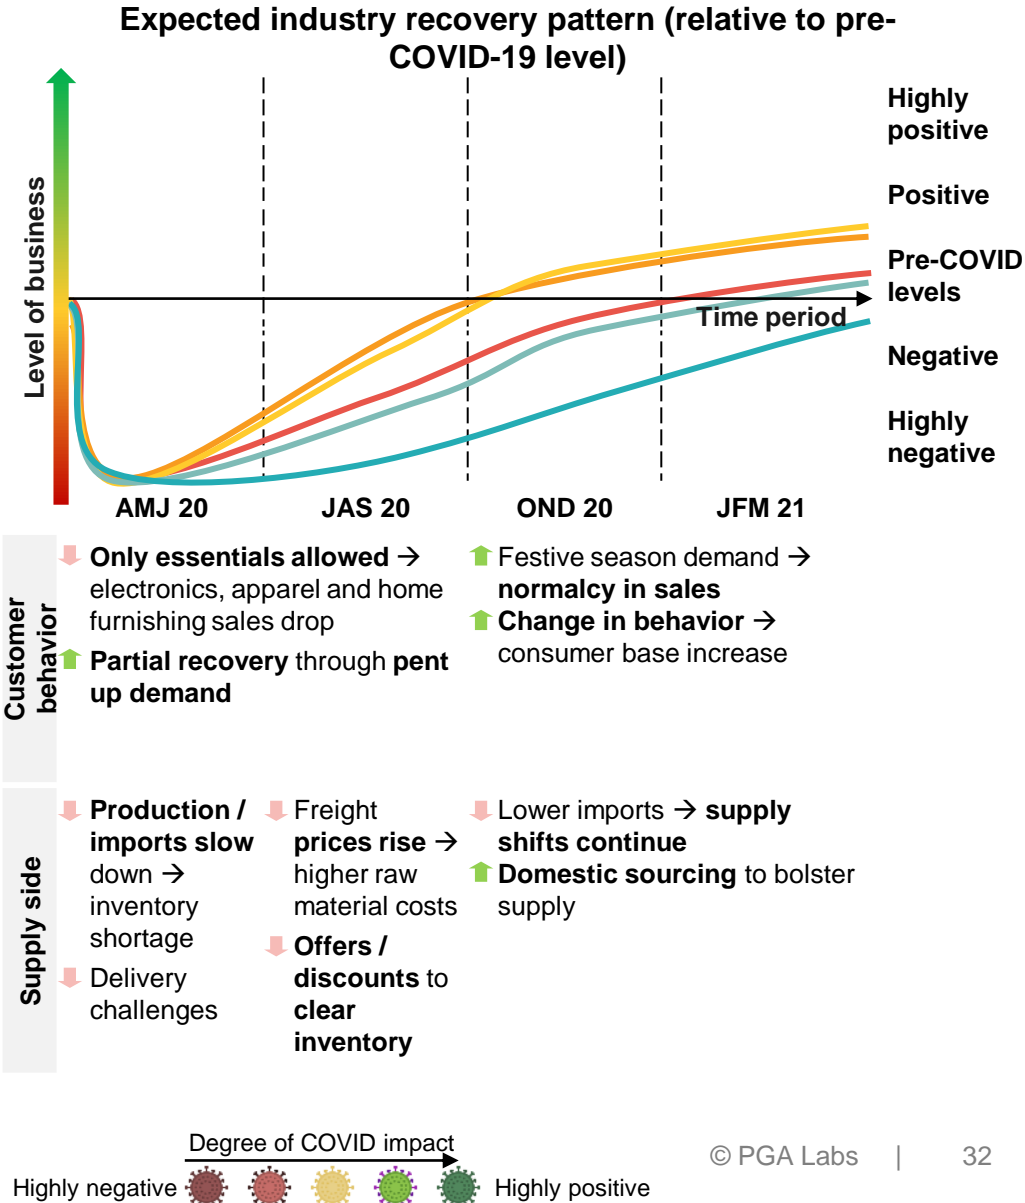 Expected industry recovery pattern (relative to pre-
COVID-19 level)
Level of business
Highly
positive
Positive
Pre-COVID
levels
Negative
Highly
negative
Time period
AMJ 20
JAS 20
OND 20
JFM 21
Customer
behavior
Only essentials allowed →
electronics, apparel and home
furnishing sales drop
Partial recovery through pent
up demand
Festive season demand →
normalcy in sales
Change in behavior →
consumer base increase
Supply side
Production /
imports slow
down →
inventory
shortage
Delivery
challenges
Freight
prices rise →
higher raw
material costs
Offers /
discounts to
clear
inventory
Lower imports → supply
shifts continue
Domestic sourcing to bolster
supply
Degree of COVID impact
Highly negative
Highly positive
© PGA Labs | 32